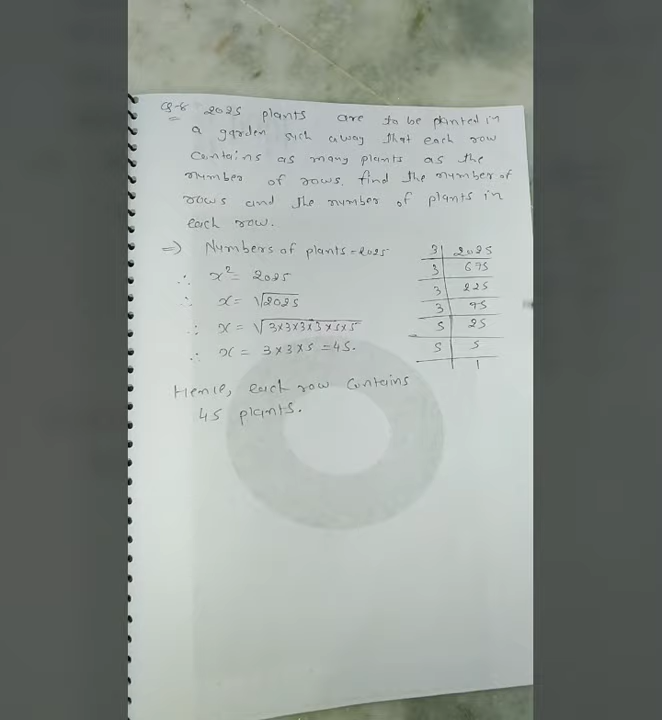 Q-8 2025 plants are to be planted in
a garden such away that each row
Contains as many plants as the
number of rows. find the number of
rows and the number of plants in
each row.
⇒ Numbers of plants = 2025
∴ x² = 2025
∴ x = √2025
∴ x = √3×3×3×3×5×5
∴ x = 3×3×5 = 45.
3 | 2025
3 | 675
3 | 225
3 | 75
5 | 25
5 | 5
| 1
Hence, each row Contains
45 plants.